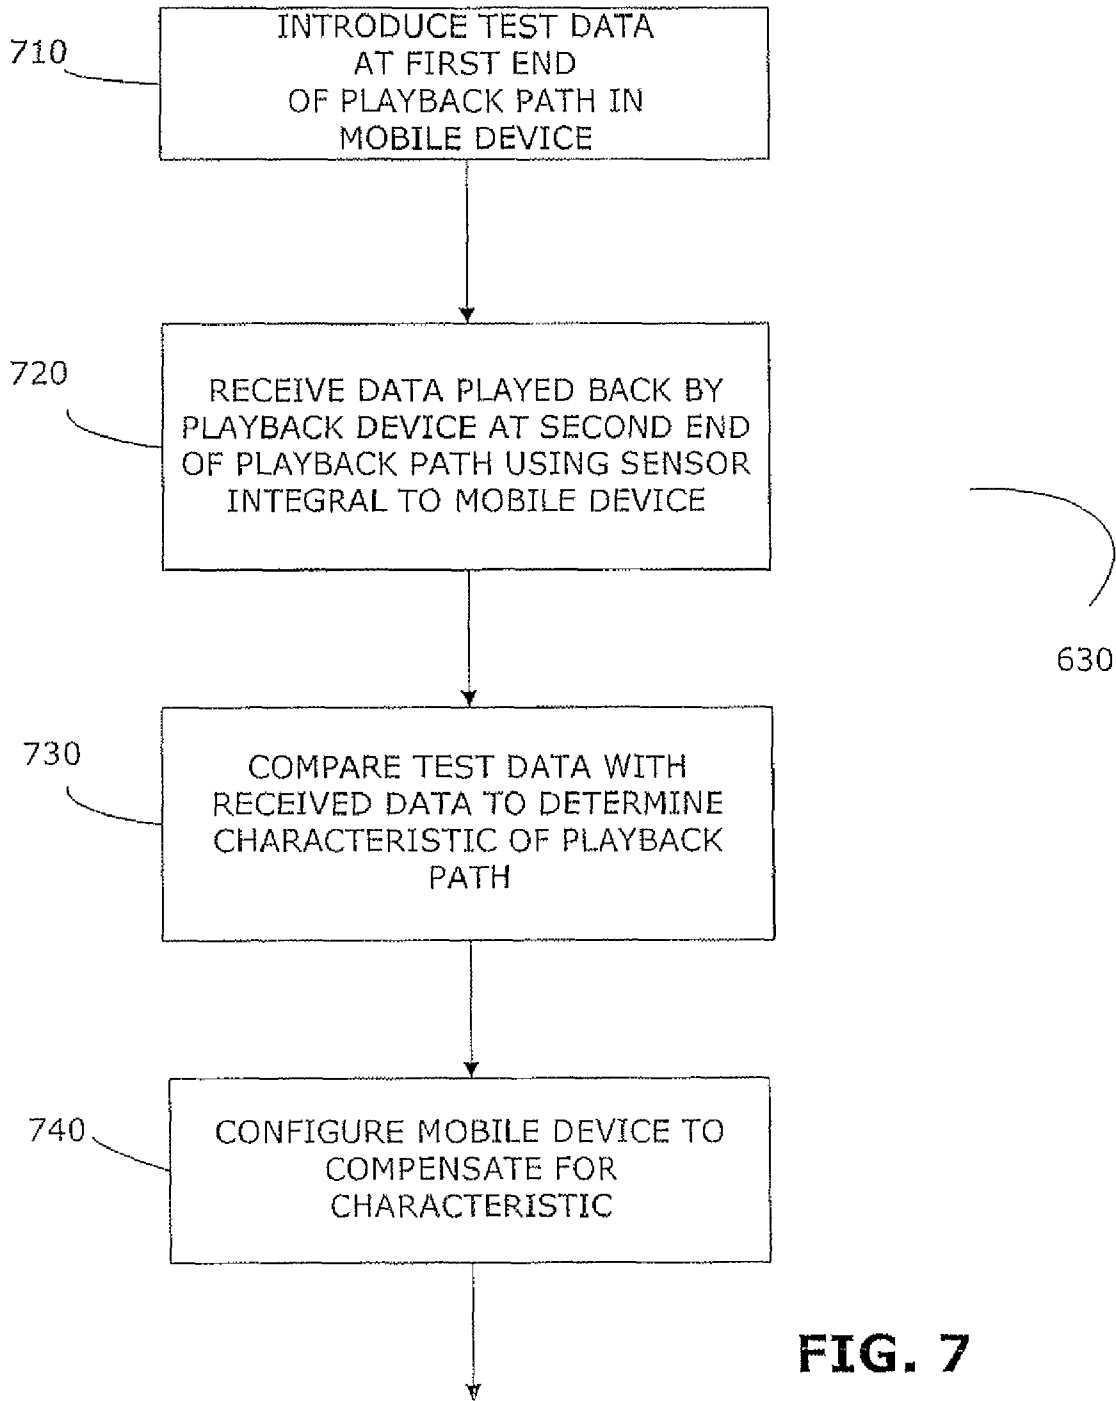 710
INTRODUCE TEST DATA
AT FIRST END
OF PLAYBACK PATH IN
MOBILE DEVICE
720
RECEIVE DATA PLAYED BACK BY
PLAYBACK DEVICE AT SECOND END
OF PLAYBACK PATH USING SENSOR
INTEGRAL TO MOBILE DEVICE
630
730
COMPARE TEST DATA WITH
RECEIVED DATA TO DETERMINE
CHARACTERISTIC OF PLAYBACK
PATH
740
CONFIGURE MOBILE DEVICE TO
COMPENSATE FOR
CHARACTERISTIC
FIG. 7